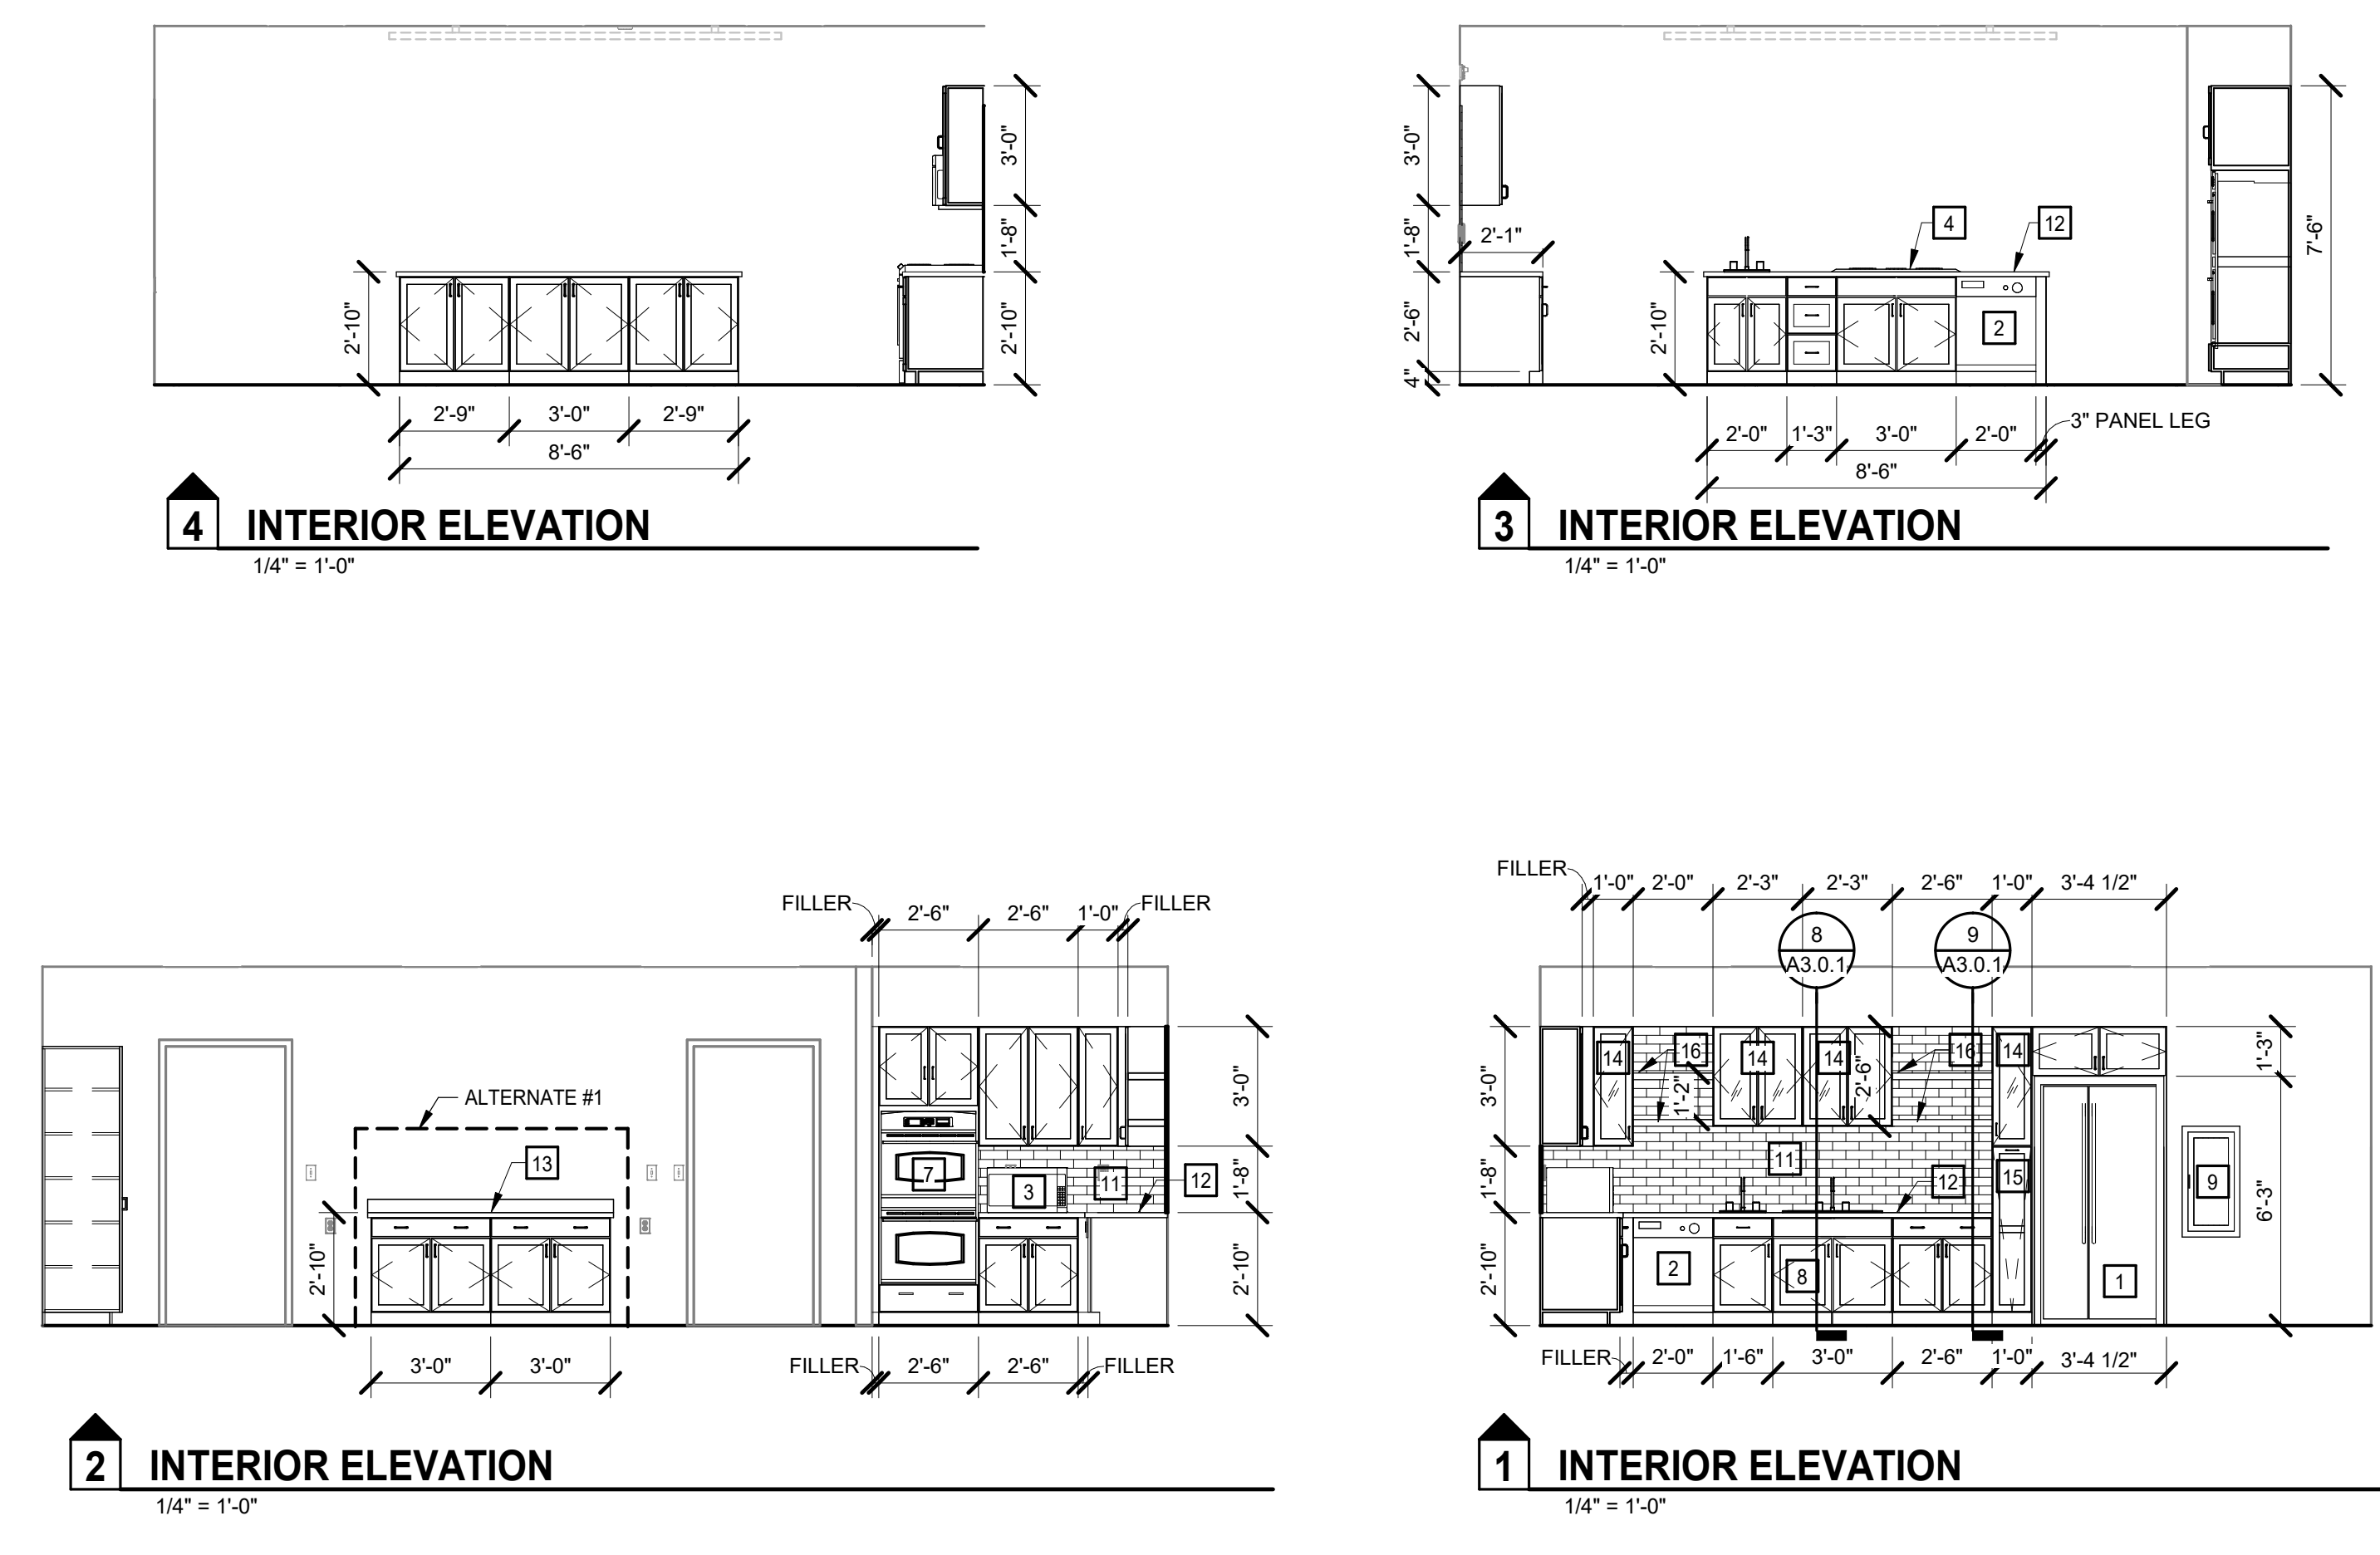 3'-0"
1'-8"
2'-10"
2'-10"
2'-9" 3'-0" 2'-9"
8'-6"
4 INTERIOR ELEVATION
1/4" = 1'-0"
3'-0"
1'-8"
2'-6"
4"
2'-1"
4 12
7'-6"
2'-10"
2
2'-0" 1'-3" 3'-0" 2'-0" 3" PANEL LEG
8'-6"
3 INTERIOR ELEVATION
1/4" = 1'-0"
FILLER 2'-6" 2'-6" 1'-0" FILLER
ALTERNATE #1
13
7 3 11 12
3'-0"
1'-8"
2'-10"
2'-10"
3'-0" 3'-0" FILLER 2'-6" 2'-6" FILLER
2 INTERIOR ELEVATION
1/4" = 1'-0"
FILLER 1'-0" 2'-0" 2'-3" 2'-3" 2'-6" 1'-0" 3'-4 1/2"
8
A3.0.1
9
A3.0.1
14 16 14 14 16 14
1'-2" 2'-6"
3'-0"
1'-8"
2'-10"
1'-3"
6'-3"
11 12 15 9
2 8 1
FILLER 2'-0" 1'-6" 3'-0" 2'-6" 1'-0" 3'-4 1/2"
1 INTERIOR ELEVATION
1/4" = 1'-0"